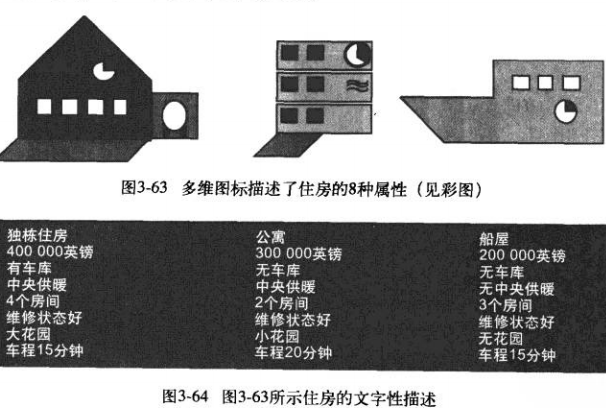 图3-63 多维图标描述了住房的8种属性（见彩图）
独栋住房
400 000英镑
有车库
中央供暖
4个房间
维修状态好
大花园
车程15分钟
公寓
300 000英镑
无车库
中央供暖
2个房间
维修状态好
小花园
车程20分钟
船屋
200 000英镑
无车库
无中央供暖
3个房间
维修状态好
无花园
车程15分钟
图3-64 图3-63所示住房的文字性描述